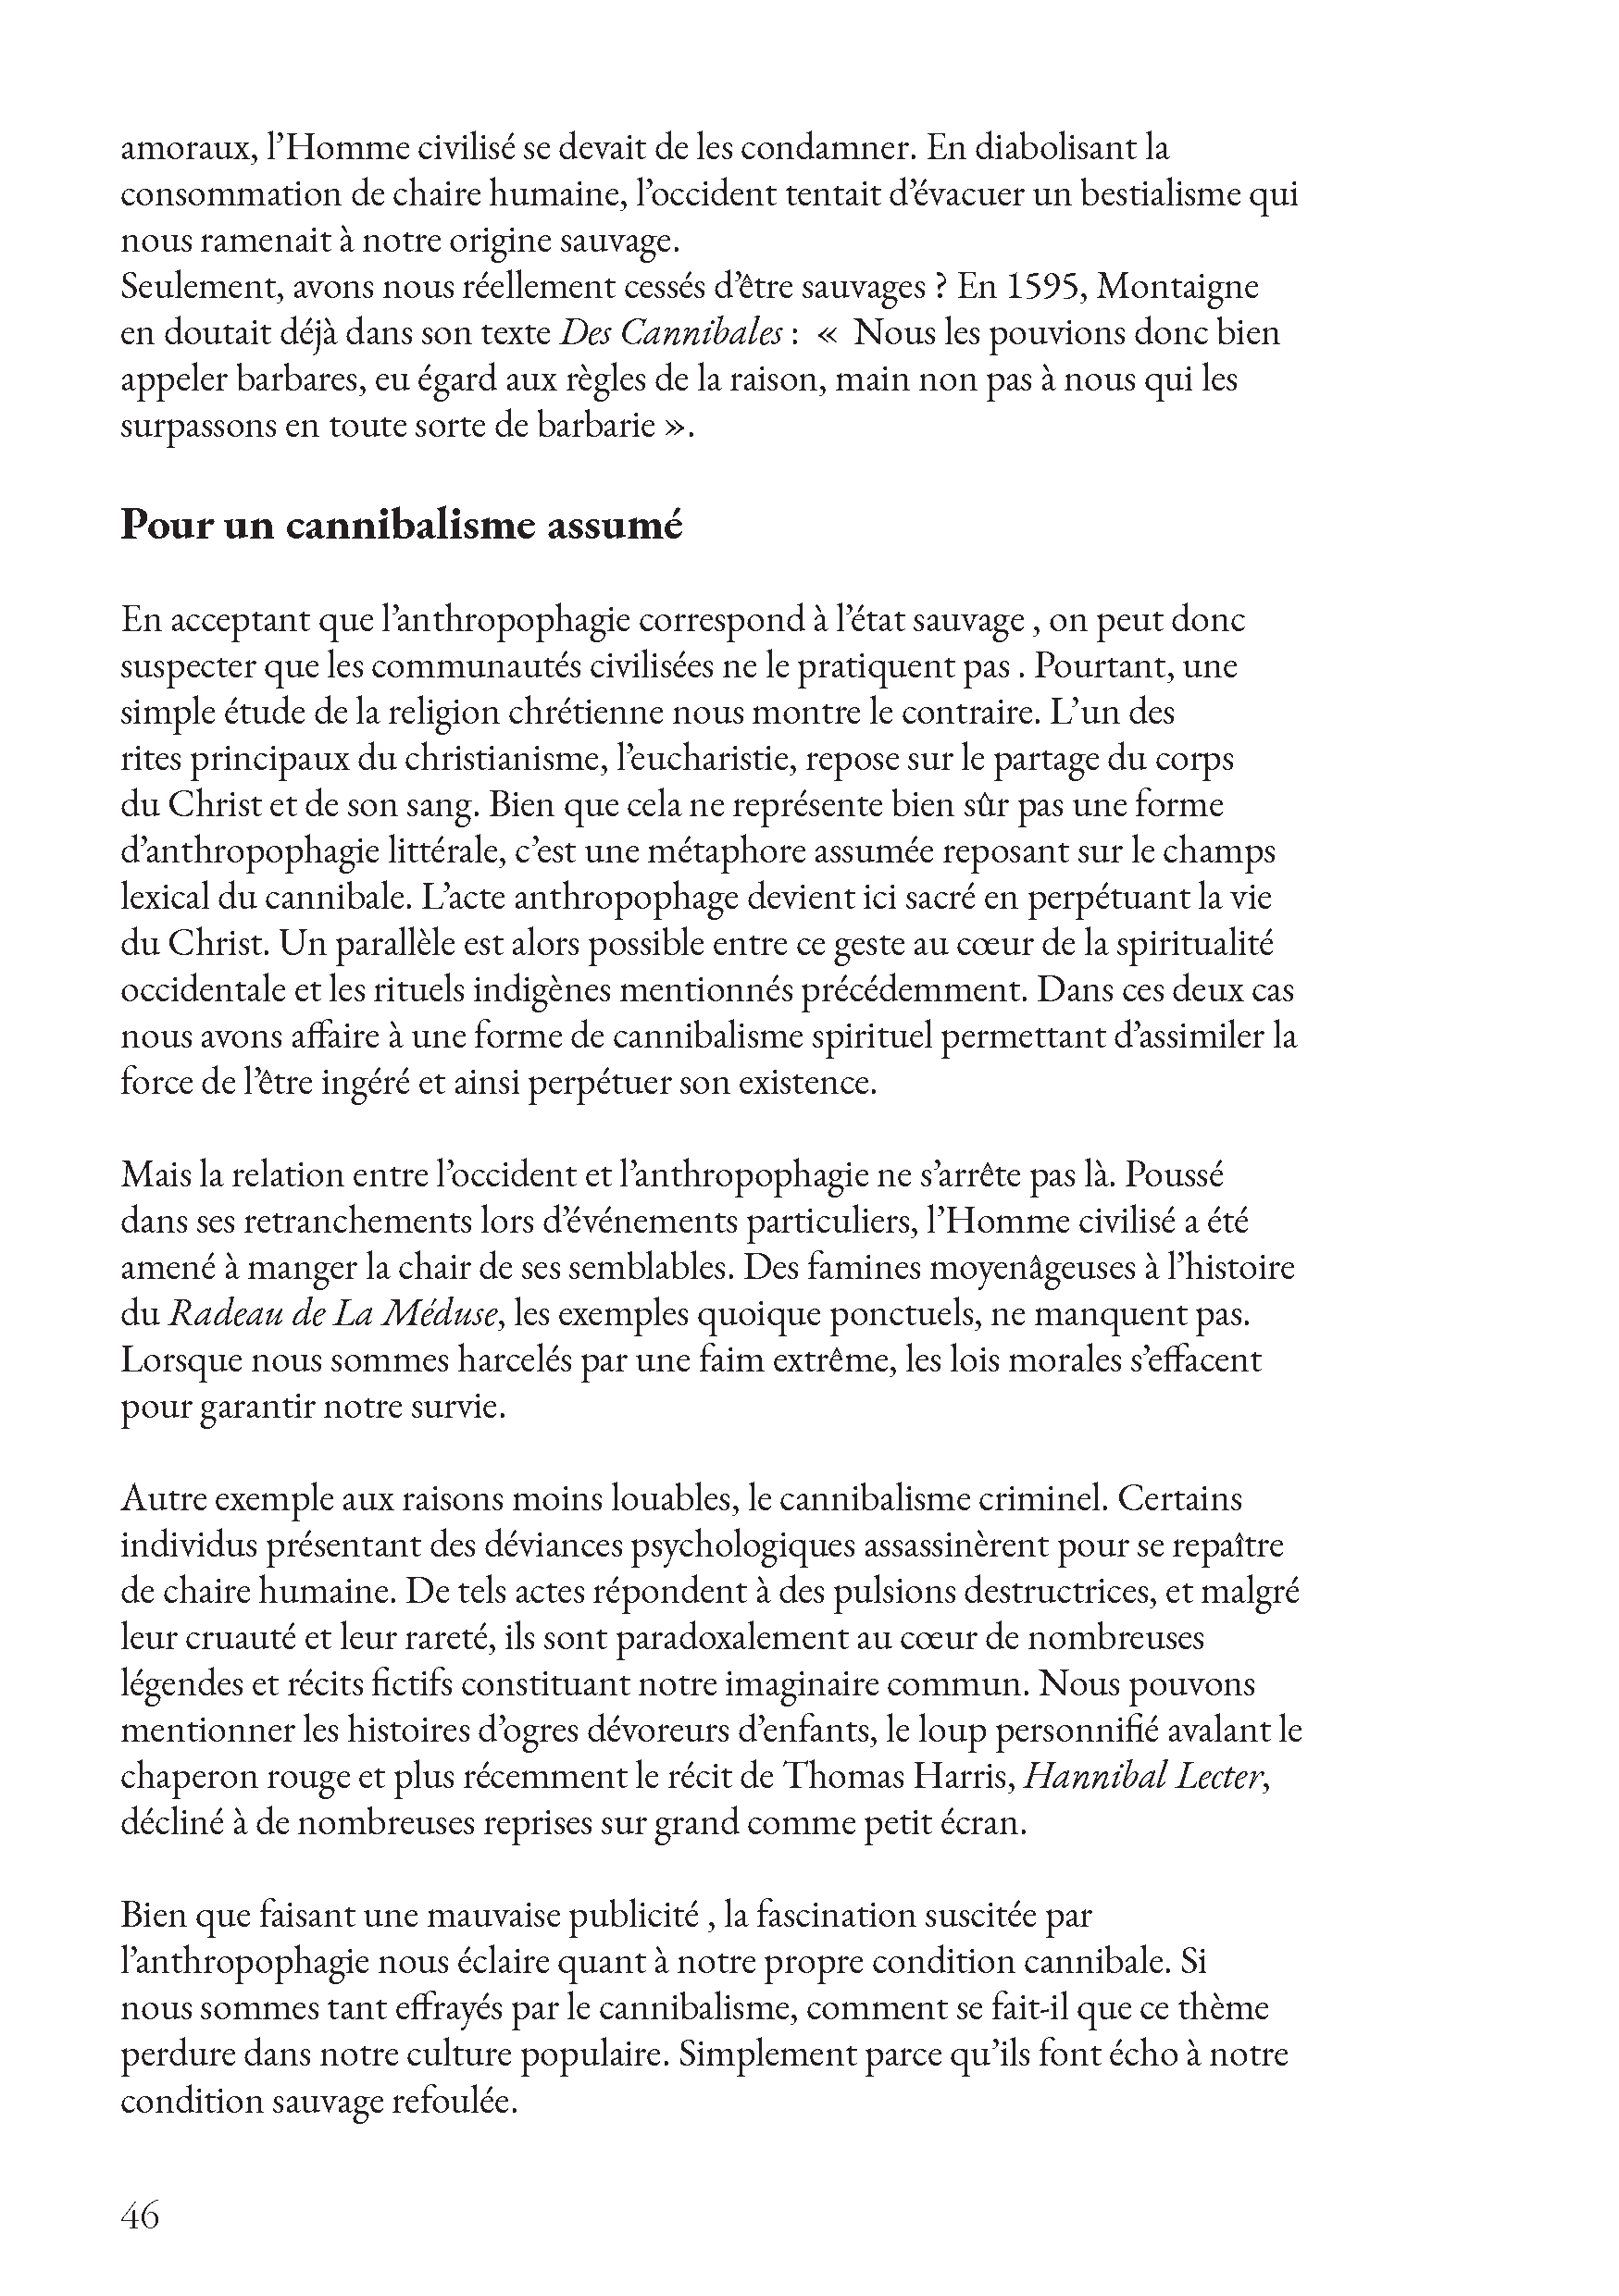 amoraux, l’Homme civilisé se devait de les condamner. En diabolisant la
consommation de chaire humaine, l’occident tentait d’évacuer un bestialisme qui
nous ramenait à notre origine sauvage.
Seulement, avons nous réellement cessés d’être sauvages ? En 1595, Montaigne
en doutait déjà dans son texte Des Cannibales : « Nous les pouvions donc bien
appeler barbares, eu égard aux règles de la raison, main non pas à nous qui les
surpassons en toute sorte de barbarie ».
Pour un cannibalisme assumé
En acceptant que l’anthropophagie correspond à l’état sauvage , on peut donc
suspecter que les communautés civilisées ne le pratiquent pas . Pourtant, une
simple étude de la religion chrétienne nous montre le contraire. L’un des
rites principaux du christianisme, l’eucharistie, repose sur le partage du corps
du Christ et de son sang. Bien que cela ne représente bien sûr pas une forme
d’anthropophagie littérale, c’est une métaphore assumée reposant sur le champs
lexical du cannibale. L’acte anthropophage devient ici sacré en perpétuant la vie
du Christ. Un parallèle est alors possible entre ce geste au cœur de la spiritualité
occidentale et les rituels indigènes mentionnés précédemment. Dans ces deux cas
nous avons affaire à une forme de cannibalisme spirituel permettant d’assimiler la
force de l’être ingéré et ainsi perpétuer son existence.
Mais la relation entre l’occident et l’anthropophagie ne s’arrête pas là. Poussé
dans ses retranchements lors d’événements particuliers, l’Homme civilisé a été
amené à manger la chair de ses semblables. Des famines moyenâgeuses à l’histoire
du Radeau de La Méduse, les exemples quoique ponctuels, ne manquent pas.
Lorsque nous sommes harcelés par une faim extrême, les lois morales s’effacent
pour garantir notre survie.
Autre exemple aux raisons moins louables, le cannibalisme criminel. Certains
individus présentant des déviances psychologiques assassinèrent pour se repaître
de chaire humaine. De tels actes répondent à des pulsions destructrices, et malgré
leur cruauté et leur rareté, ils sont paradoxalement au cœur de nombreuses
légendes et récits fictifs constituant notre imaginaire commun. Nous pouvons
mentionner les histoires d’ogres dévoreurs d’enfants, le loup personnifié avalant le
chaperon rouge et plus récemment le récit de Thomas Harris, Hannibal Lecter,
décliné à de nombreuses reprises sur grand comme petit écran.
Bien que faisant une mauvaise publicité , la fascination suscitée par
l’anthropophagie nous éclaire quant à notre propre condition cannibale. Si
nous sommes tant effrayés par le cannibalisme, comment se fait-il que ce thème
perdure dans notre culture populaire. Simplement parce qu’ils font écho à notre
condition sauvage refoulée.
46